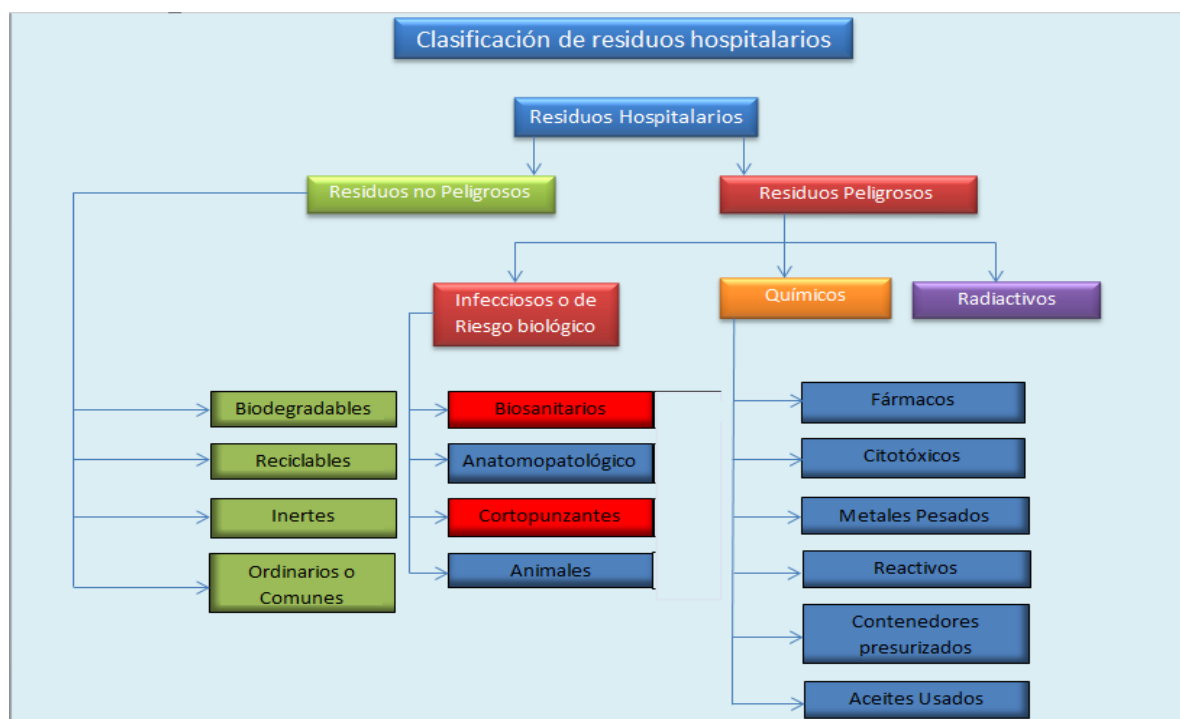 Clasificación de residuos hospitalarios
Residuos Hospitalarios
Residuos no Peligrosos
Residuos Peligrosos
Infecciosos o de
Riesgo biológico
Químicos
Radiactivos
Biodegradables
Reciclables
Inertes
Ordinarios o
Comunes
Biosanitarios
Anatomopatológico
Cortopunzantes
Animales
Fármacos
Citotóxicos
Metales Pesados
Reactivos
Contenedores
presurizados
Aceites Usados